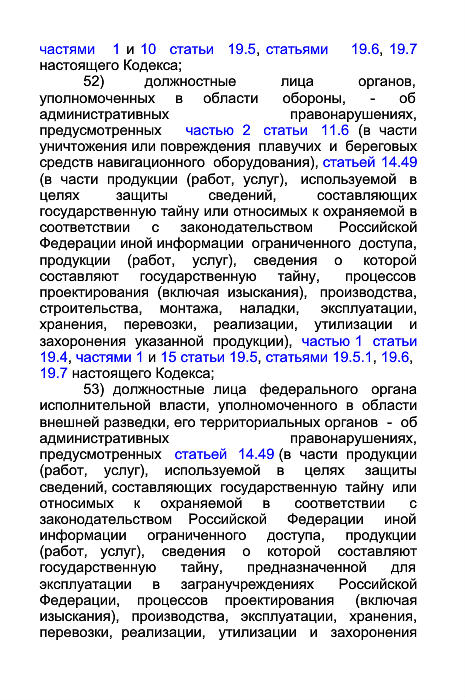 частями 1 и 10 статьи 19.5, статьями 19.6, 19.7
настоящего Кодекса;
52) должностные лица органов,
уполномоченных в области обороны, - об
административных правонарушениях,
предусмотренных частью 2 статьи 11.6 (в части
уничтожения или повреждения плавучих и береговых
средств навигационного оборудования), статьей 14.49
(в части продукции (работ, услуг), используемой в
целях защиты сведений, составляющих
государственную тайну или относимых к охраняемой в
соответствии с законодательством Российской
Федерации иной информации ограниченного доступа,
продукции (работ, услуг), сведения о которой
составляют государственную тайну, процессов
проектирования (включая изыскания), производства,
строительства, монтажа, наладки, эксплуатации,
хранения, перевозки, реализации, утилизации и
захоронения указанной продукции), частью 1 статьи
19.4, частями 1 и 15 статьи 19.5, статьями 19.5.1, 19.6,
19.7 настоящего Кодекса;
53) должностные лица федерального органа
исполнительной власти, уполномоченного в области
внешней разведки, его территориальных органов - об
административных правонарушениях,
предусмотренных статьей 14.49 (в части продукции
(работ, услуг), используемой в целях защиты
сведений, составляющих государственную тайну или
относимых к охраняемой в соответствии с
законодательством Российской Федерации иной
информации ограниченного доступа, продукции
(работ, услуг), сведения о которой составляют
государственную тайну, предназначенной для
эксплуатации в загранучреждениях Российской
Федерации, процессов проектирования (включая
изыскания), производства, эксплуатации, хранения,
перевозки, реализации, утилизации и захоронения